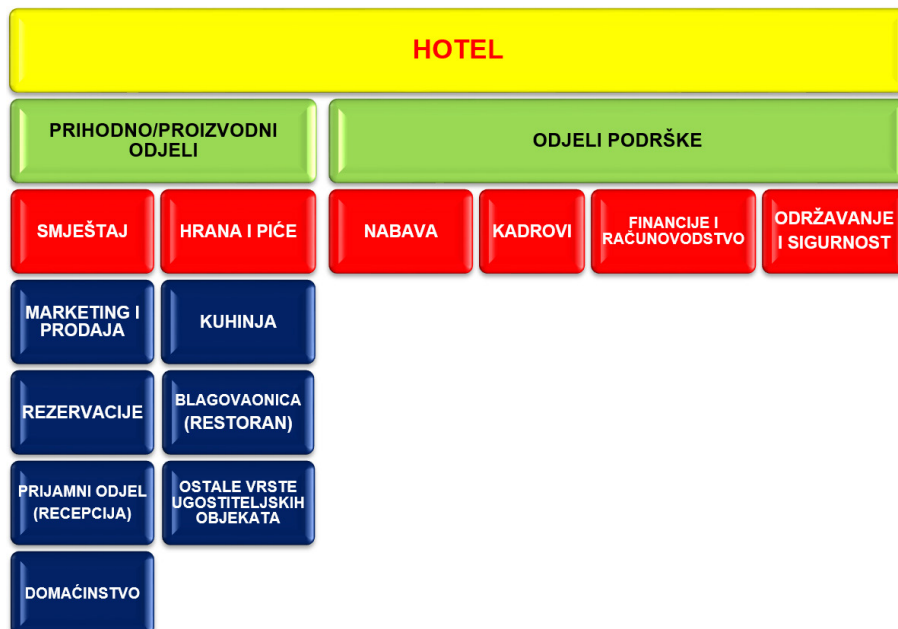 HOTEL
PRIHODNO/PROIZVODNI
ODJELI
ODJELI PODRŠKE
SMJEŠTAJ
HRANA I PIĆE
NABAVA
KADROVI
FINANCIJE I
RAČUNOVODSTVO
ODRŽAVANJE
I SIGURNOST
MARKETING I
PRODAJA
KUHINJA
REZERVACIJE
BLAGOVAONICA
(RESTORAN)
PRIJAMNI ODJEL
(RECEPCIJA)
OSTALE VRSTE
UGOSTITELJSKIH
OBJEKATA
DOMAĆINSTVO